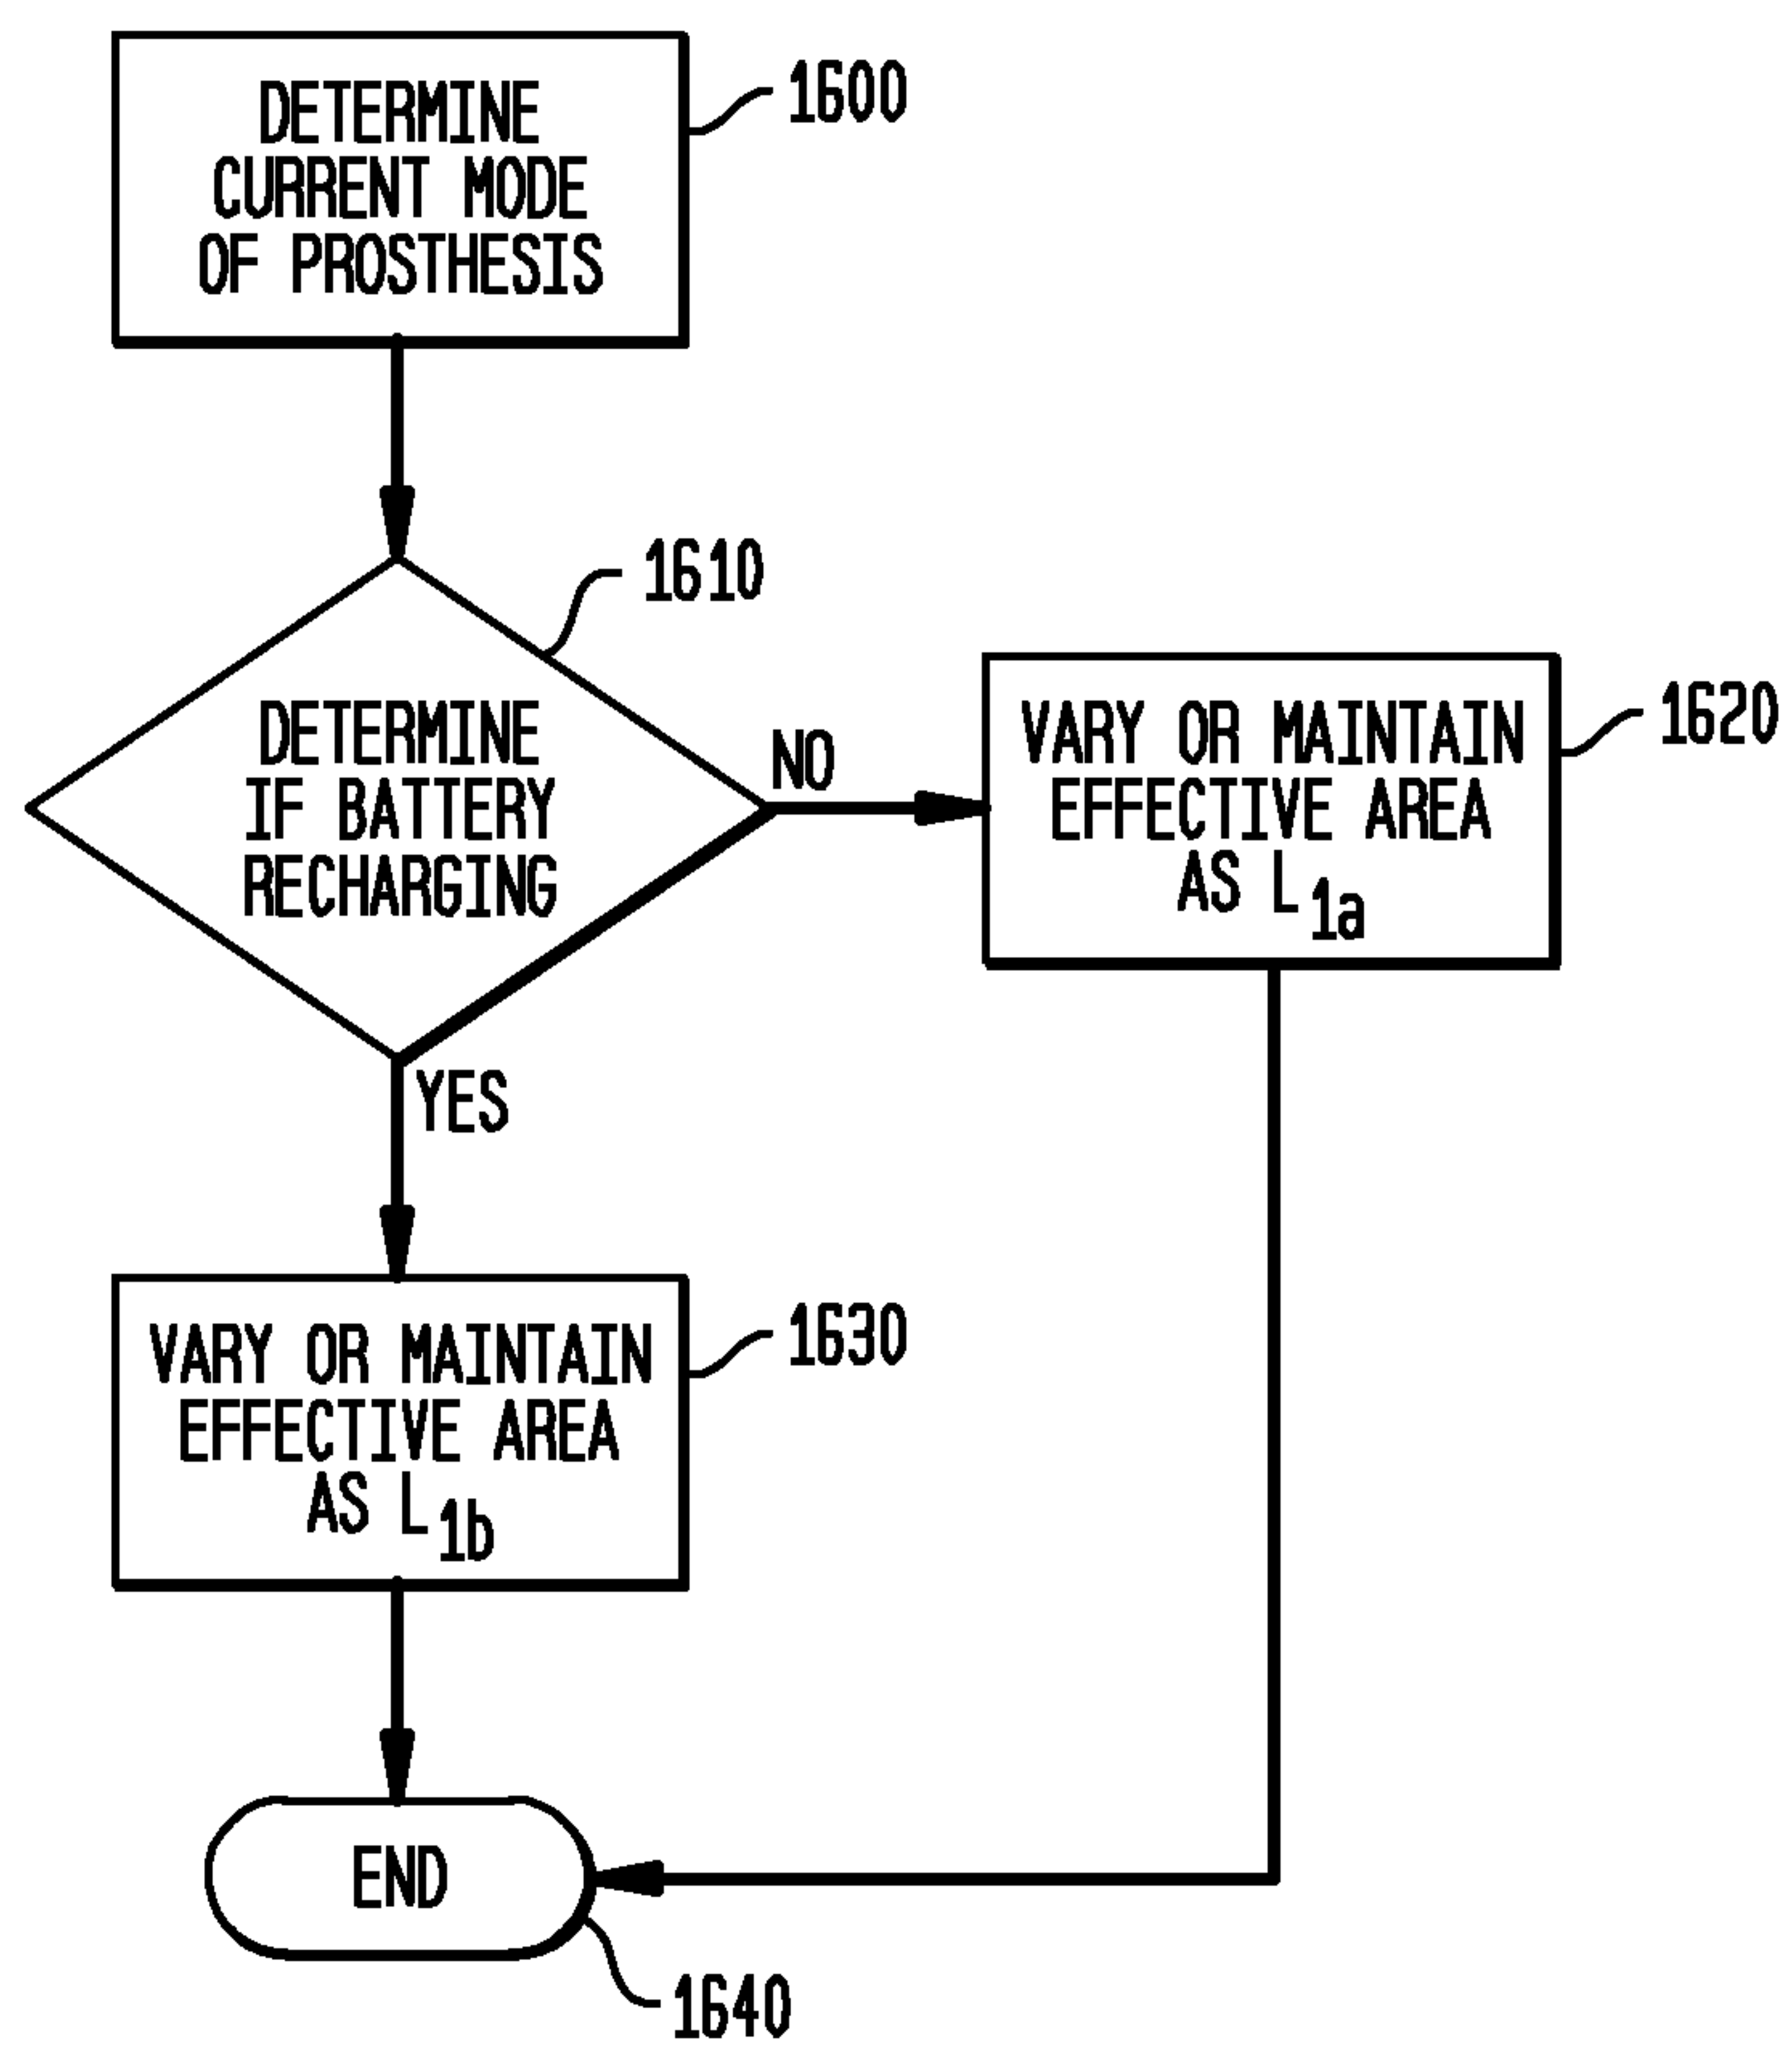 DETERMINE
CURRENT MODE
OF PROSTHESIS
1600
DETERMINE
IF BATTERY
RECHARGING
1610
NO
VARY OR MAINTAIN
EFFECTIVE AREA
AS L1a
1620
YES
VARY OR MAINTAIN
EFFECTIVE AREA
AS L1b
1630
END
1640